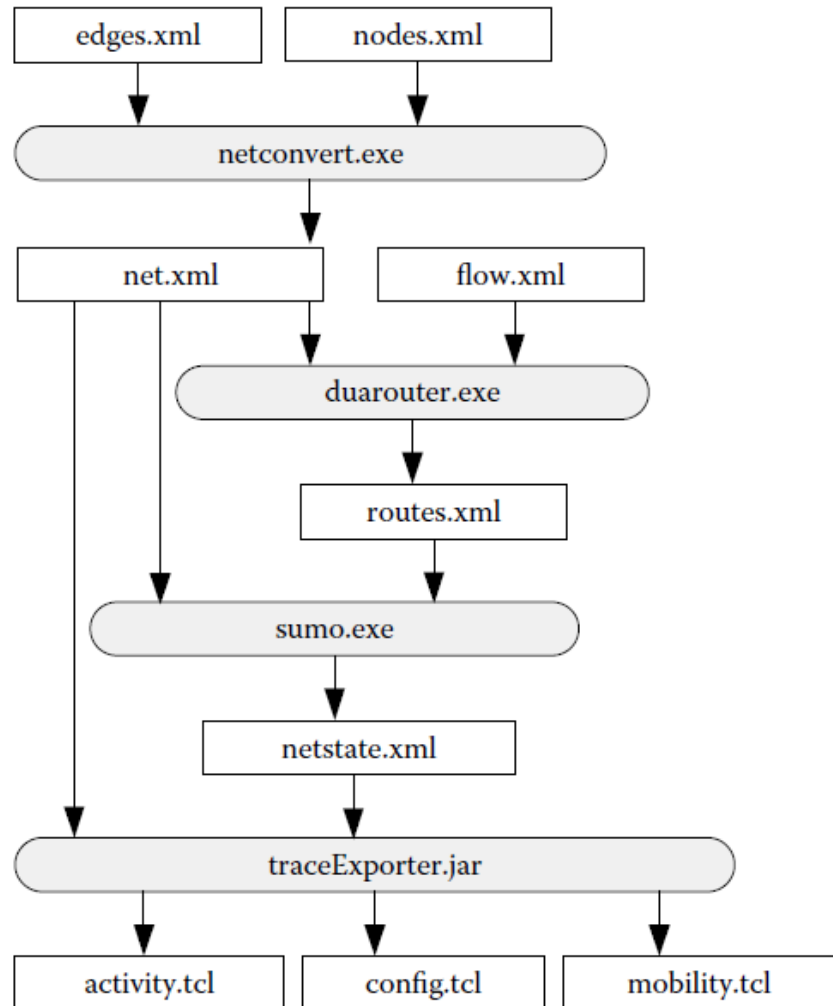 edges.xml
nodes.xml
netconvert.exe
net.xml
flow.xml
duarouter.exe
routes.xml
sumo.exe
netstate.xml
traceExporter.jar
activity.tcl
config.tcl
mobility.tcl